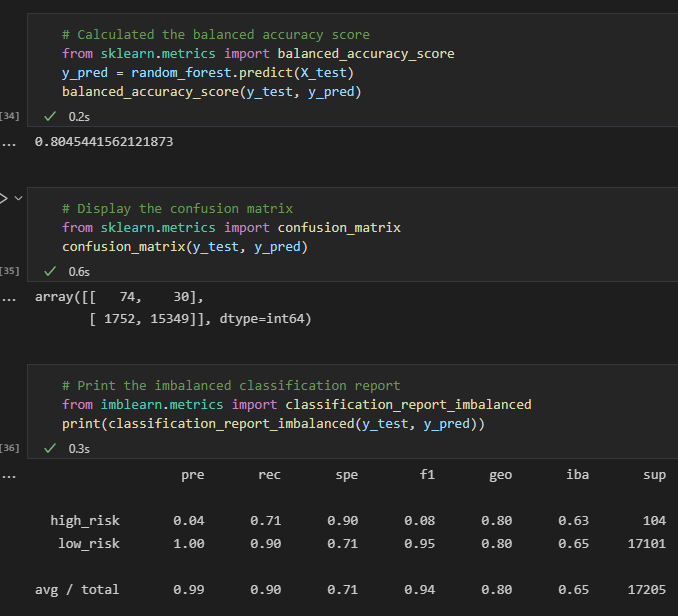 # Calculated the balanced accuracy score
from sklearn.metrics import balanced_accuracy_score
y_pred = random_forest.predict(X_test)
balanced_accuracy_score(y_test, y_pred)
[34] ✓ 0.2s
... 0.8045441562121873
# Display the confusion matrix
from sklearn.metrics import confusion_matrix
confusion_matrix(y_test, y_pred)
[35] ✓ 0.6s
... array([[   74,    30],
       [ 1752, 15349]], dtype=int64)
# Print the imbalanced classification report
from imblearn.metrics import classification_report_imbalanced
print(classification_report_imbalanced(y_test, y_pred))
[36] ✓ 0.3s
... pre rec spe f1 geo iba sup
high_risk 0.04 0.71 0.90 0.08 0.80 0.63 104
low_risk 1.00 0.90 0.71 0.95 0.80 0.65 17101
avg / total 0.99 0.90 0.71 0.94 0.80 0.65 17205